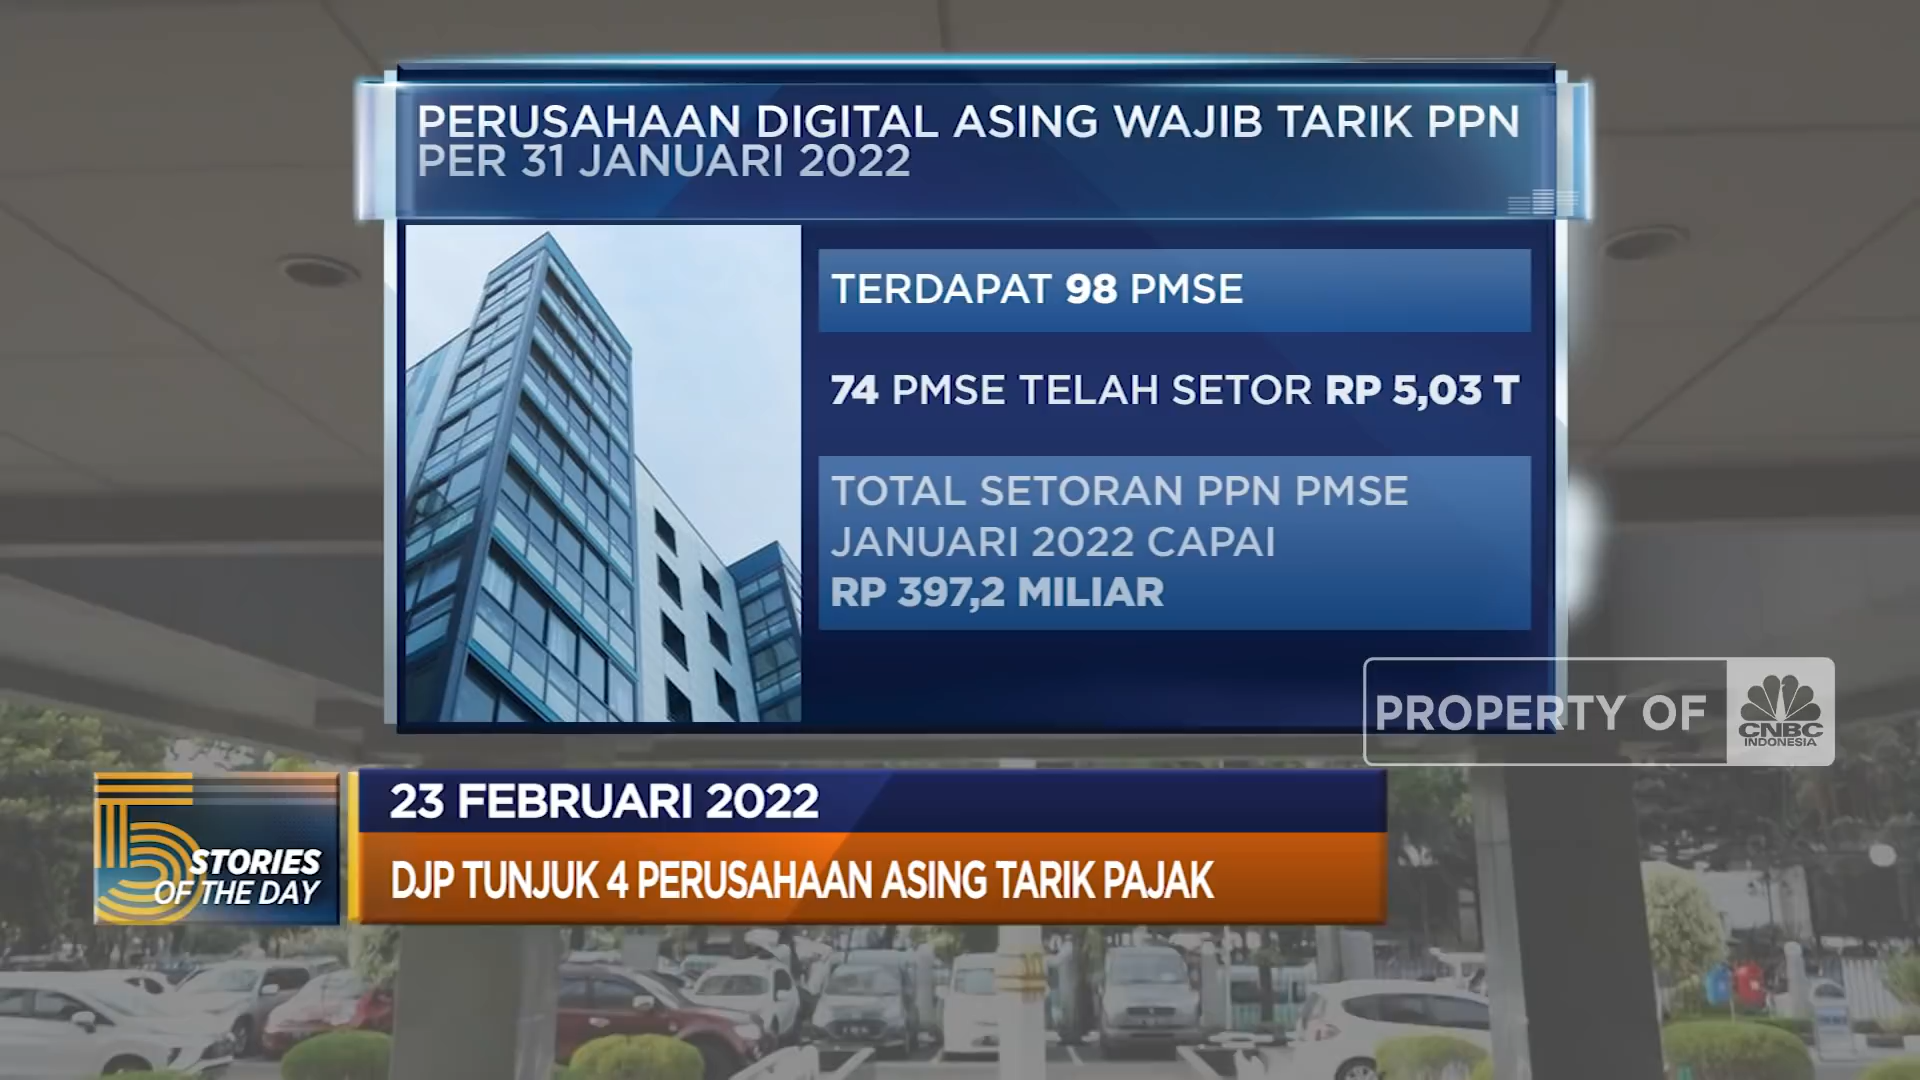 PERUSAHAAN DIGITAL ASING WAJIB TARIK PPN
PER 31 JANUARI 2022
TERDAPAT 98 PMSE
74 PMSE TELAH SETOR RP 5,03 T
TOTAL SETORAN PPN PMSE
JANUARI 2022 CAPAI
RP 397,2 MILIAR
PROPERTY OF
CNBC
INDONESIA
5 STORIES
OF THE DAY
23 FEBRUARI 2022
DJP TUNJUK 4 PERUSAHAAN ASING TARIK PAJAK